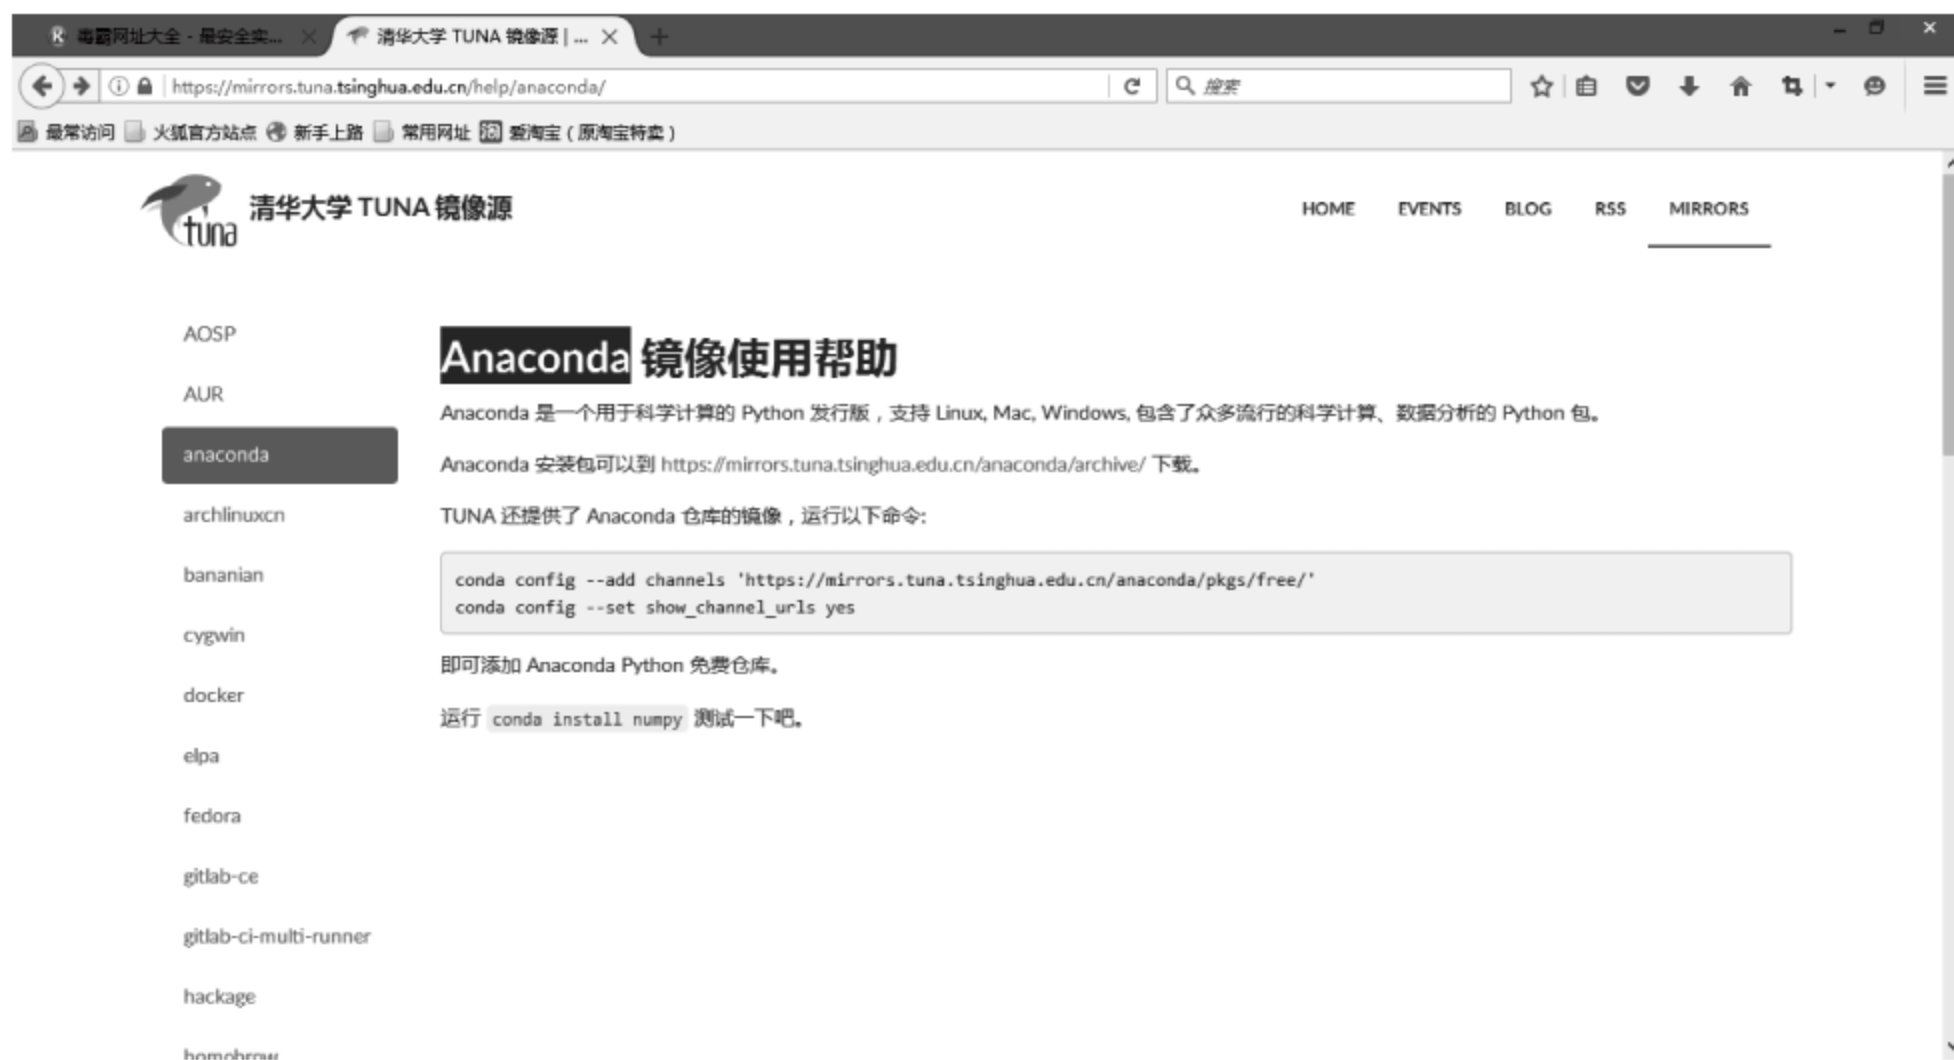 毒霸网址大全 - 最安全实...
清华大学 TUNA 镜像源 | ...
https://mirrors.tuna.tsinghua.edu.cn/help/anaconda/
搜索
最常访问 火狐官方站点 新手上路 常用网址 爱淘宝 ( 原淘宝特卖 )
tuna
清华大学 TUNA 镜像源
HOME EVENTS BLOG RSS MIRRORS
AOSP
AUR
anaconda
archlinuxcn
bananian
cygwin
docker
elpa
fedora
gitlab-ce
gitlab-ci-multi-runner
hackage
Anaconda 镜像使用帮助
Anaconda 是一个用于科学计算的 Python 发行版，支持 Linux, Mac, Windows, 包含了众多流行的科学计算、数据分析的 Python 包。
Anaconda 安装包可以到 https://mirrors.tuna.tsinghua.edu.cn/anaconda/archive/ 下载。
TUNA 还提供了 Anaconda 仓库的镜像，运行以下命令:
conda config --add channels 'https://mirrors.tuna.tsinghua.edu.cn/anaconda/pkgs/free/'
conda config --set show_channel_urls yes
即可添加 Anaconda Python 免费仓库。
运行 conda install numpy 测试一下吧。